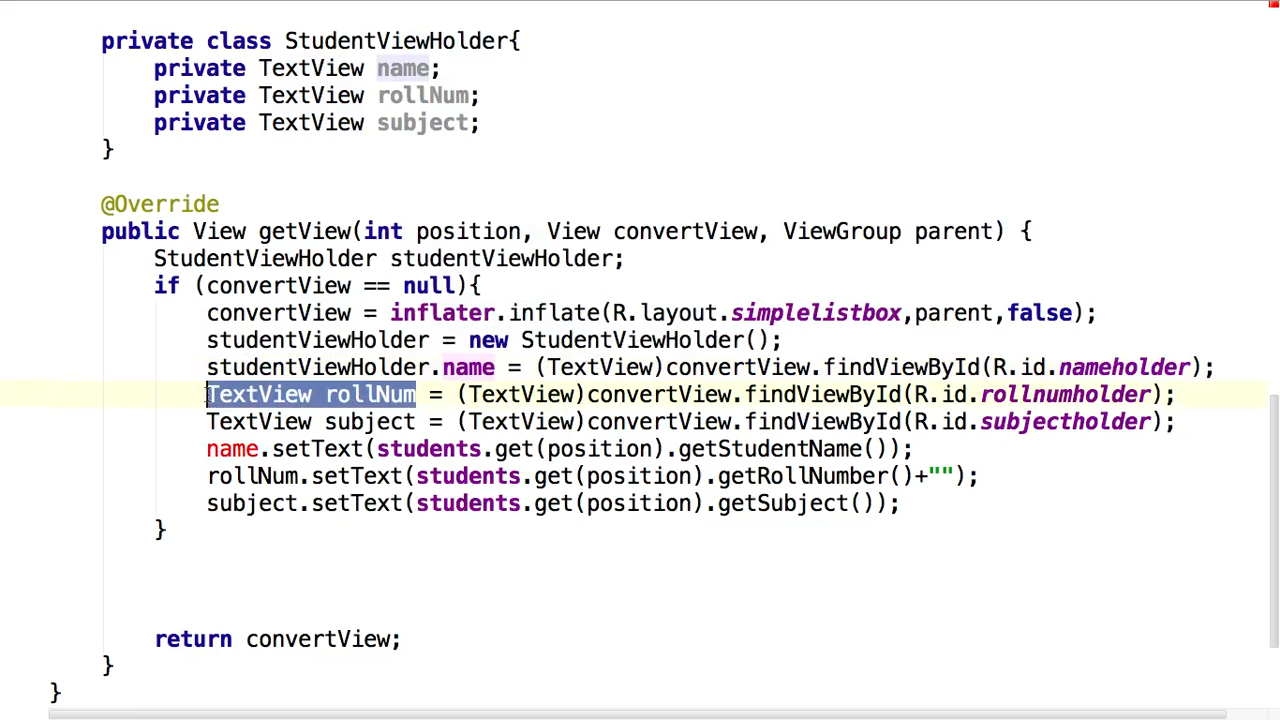 private class StudentViewHolder{
private TextView name;
private TextView rollNum;
private TextView subject;
}
@Override
public View getView(int position, View convertView, ViewGroup parent) {
StudentViewHolder studentViewHolder;
if (convertView == null){
convertView = inflater.inflate(R.layout.simplelistbox,parent,false);
studentViewHolder = new StudentViewHolder();
studentViewHolder.name = (TextView)convertView.findViewById(R.id.nameholder);
TextView rollNum = (TextView)convertView.findViewById(R.id.rollnumholder);
TextView subject = (TextView)convertView.findViewById(R.id.subjectholder);
name.setText(students.get(position).getStudentName());
rollNum.setText(students.get(position).getRollNumber()+"");
subject.setText(students.get(position).getSubject());
}
return convertView;
}
}